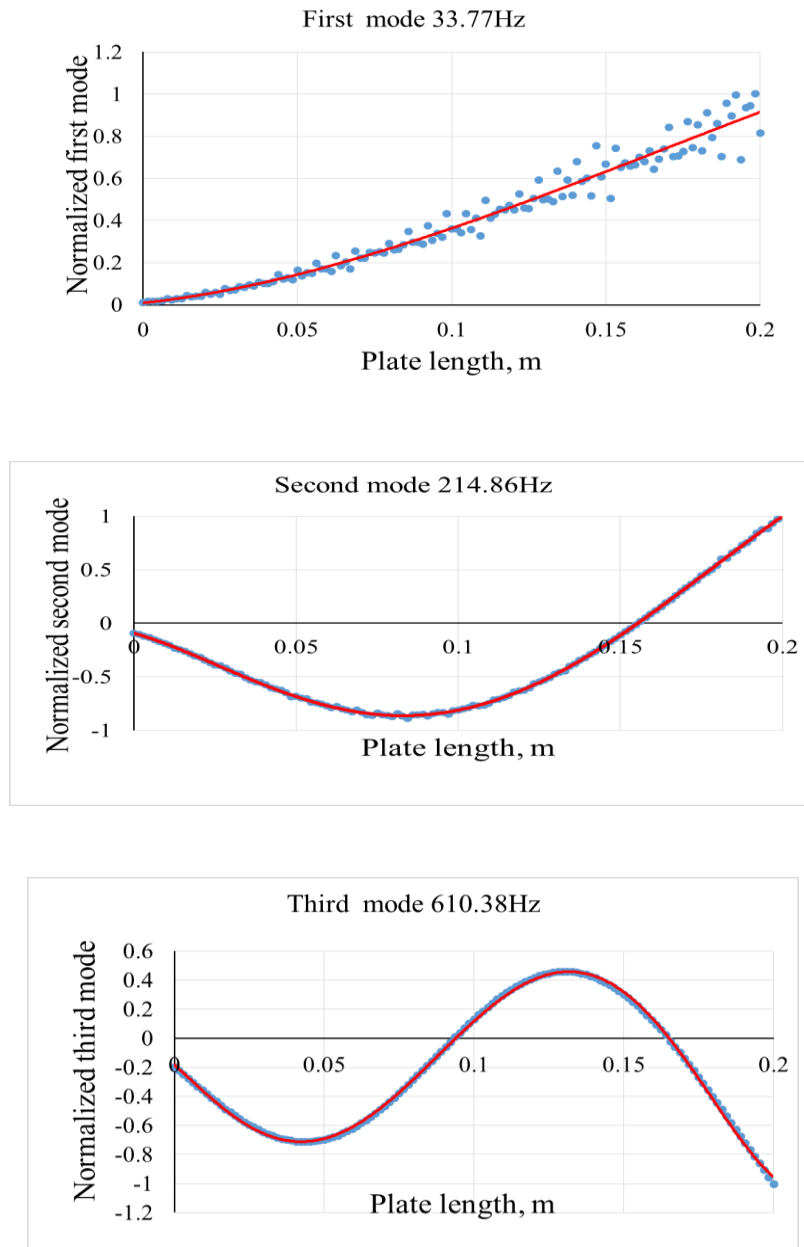 First mode 33.77Hz
Normalized first mode
1.2
1
0.8
0.6
0.4
0.2
0
0 0.05 0.1 0.15 0.2
Plate length, m
Second mode 214.86Hz
Normalized second mode
1
0.5
0
-0.5
-1
0 0.05 0.1 0.15 0.2
Plate length, m
Third mode 610.38Hz
Normalized third mode
0.6
0.4
0.2
0
-0.2
-0.4
-0.6
-0.8
-1
-1.2
0 0.05 0.1 0.15 0.2
Plate length, m